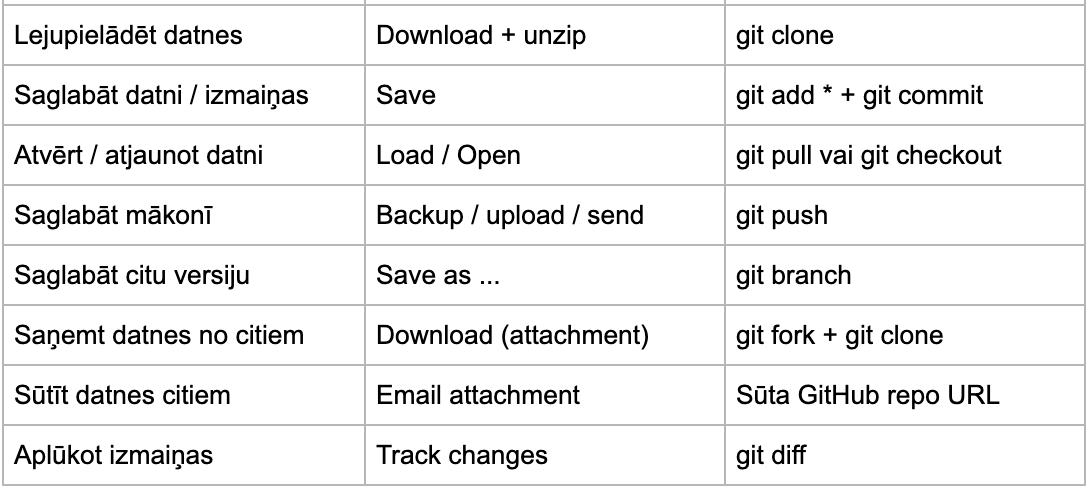 Lejupielādēt datnes Download + unzip git clone
Saglabāt datni / izmaiņas Save git add * + git commit
Atvērt / atjaunot datni Load / Open git pull vai git checkout
Saglabāt mākonī Backup / upload / send git push
Saglabāt citu versiju Save as ... git branch
Saņemt datnes no citiem Download (attachment) git fork + git clone
Sūtīt datnes citiem Email attachment Sūta GitHub repo URL
Aplūkot izmaiņas Track changes git diff